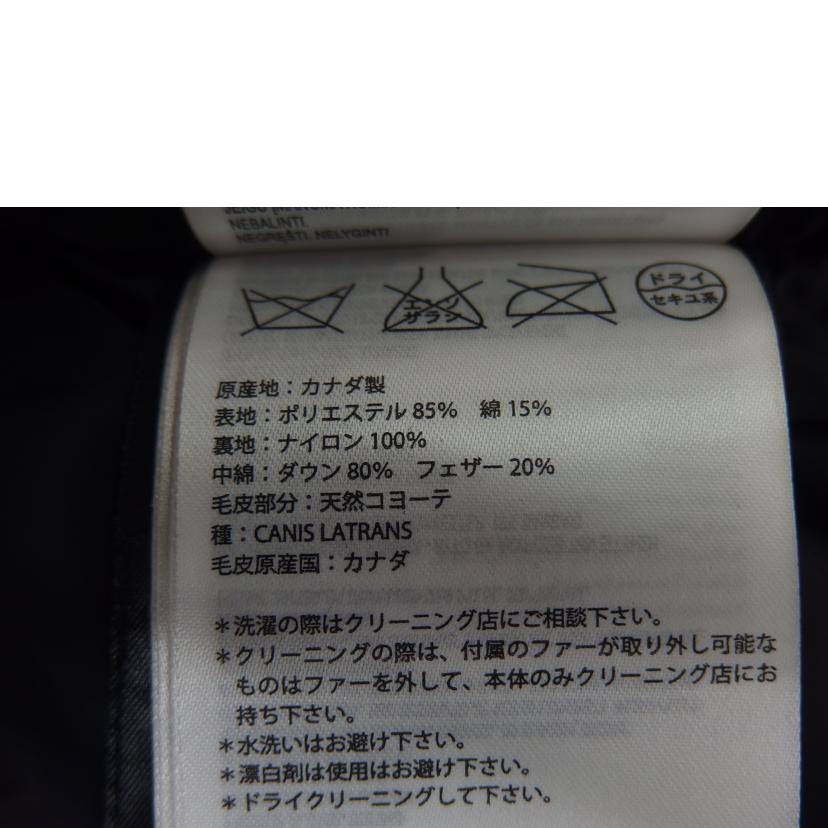 NEBALINTI.
NEGRĘŠTI. NELYGINTI
エンソ
サラシ
ドライ
セキユ系
原産地：カナダ製
表地：ポリエステル 85%　綿 15%
裏地：ナイロン 100%
中綿：ダウン 80%　フェザー 20%
毛皮部分：天然コヨーテ
種：CANIS LATRANS
毛皮原産国：カナダ
＊洗濯の際はクリーニング店にご相談下さい。
＊クリーニングの際は、付属のファーが取り外し可能な
ものはファーを外して、本体のみクリーニング店にお
持ち下さい。
＊水洗いはお避け下さい。
＊漂白剤は使用はお避け下さい。
＊ドライクリーニングして下さい。